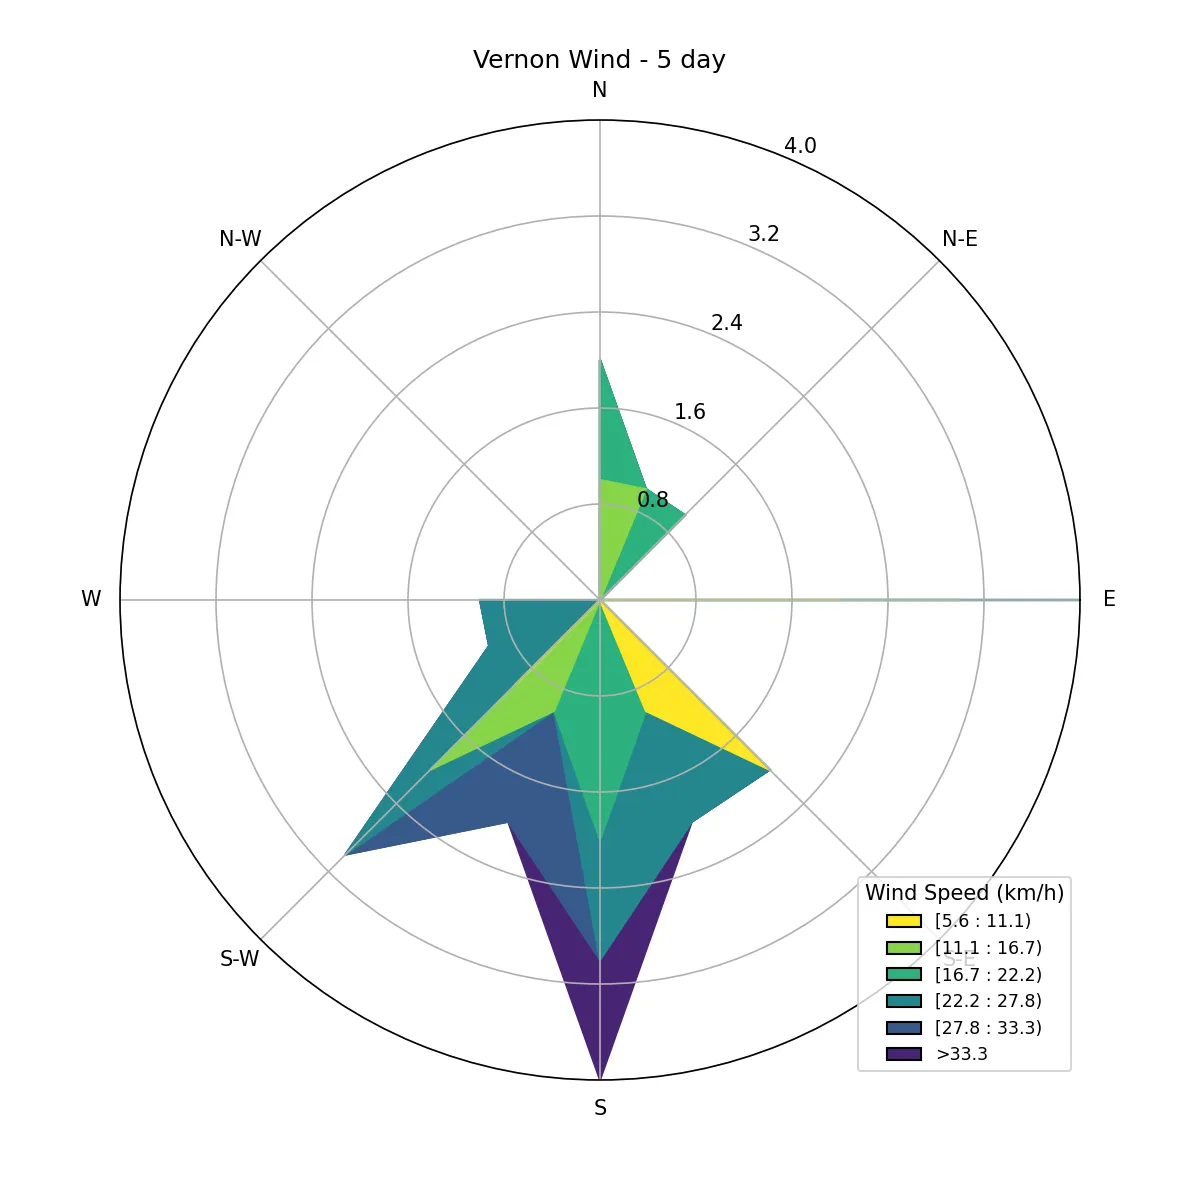 Vernon Wind - 5 day
N
4.0
N-W
3.2
N-E
2.4
1.6
0.8
W
E
S-W
S-E
Wind Speed (km/h)
[5.6 : 11.1)
[11.1 : 16.7)
[16.7 : 22.2)
[22.2 : 27.8)
[27.8 : 33.3)
>33.3
S